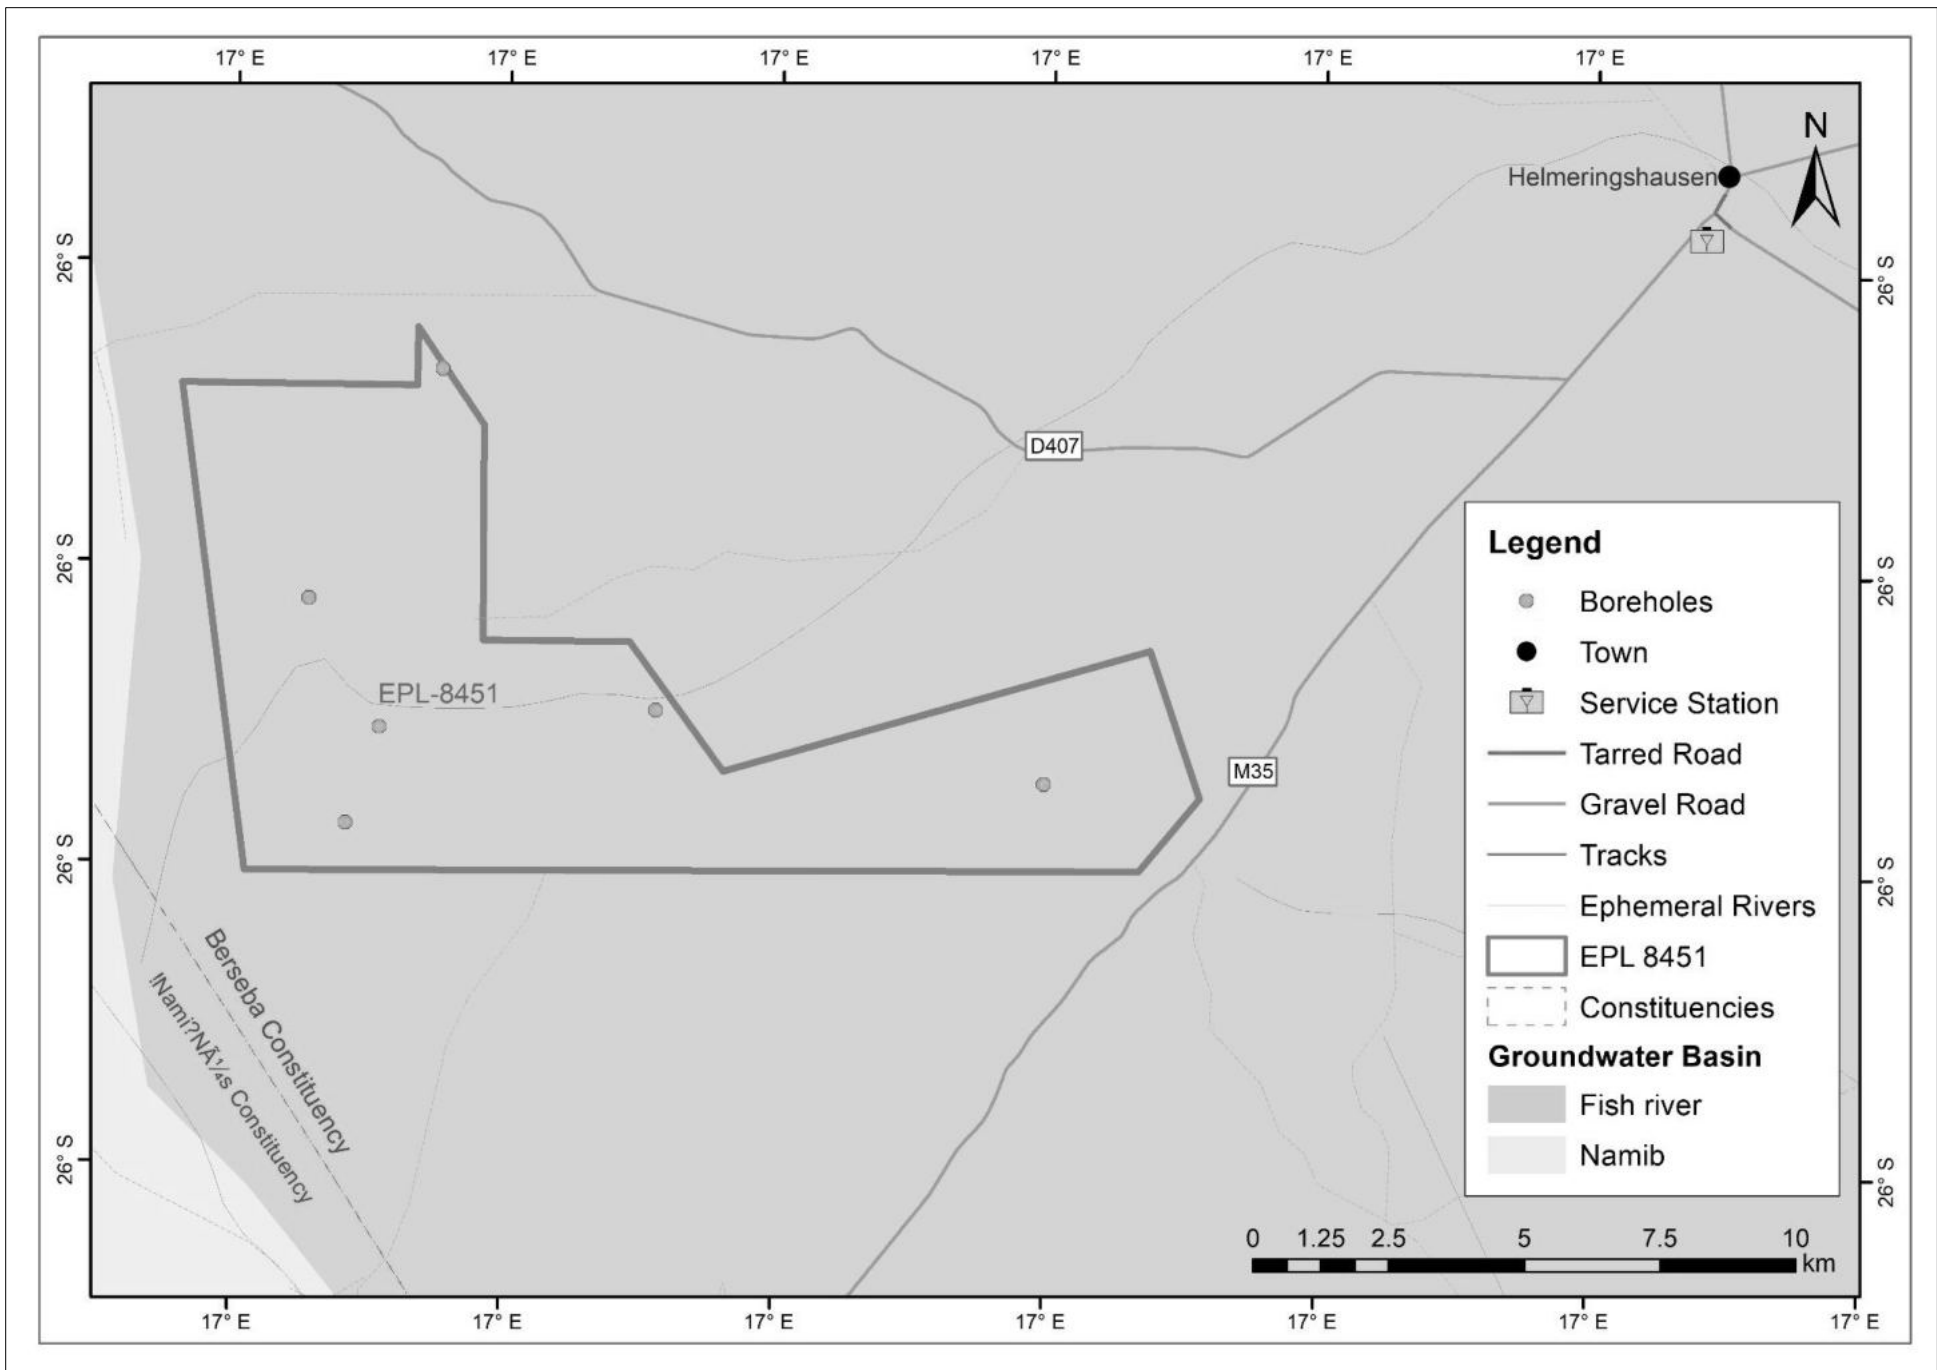 17° E 17° E 17° E 17° E 17° E 17° E
N
Helmeringshausen
26° S
26° S
D407
26° S
26° S
Legend
Boreholes
Town
Service Station
Tarred Road
Gravel Road
Tracks
Ephemeral Rivers
EPL 8451
Constituencies
Groundwater Basin
Fish river
Namib
EPL-8451
M35
26° S
26° S
Berseba Constituency
!Nami?NÃ¼s Constituency
26° S
26° S
0 1.25 2.5 5 7.5 10
km
17° E 17° E 17° E 17° E 17° E 17° E 17° E